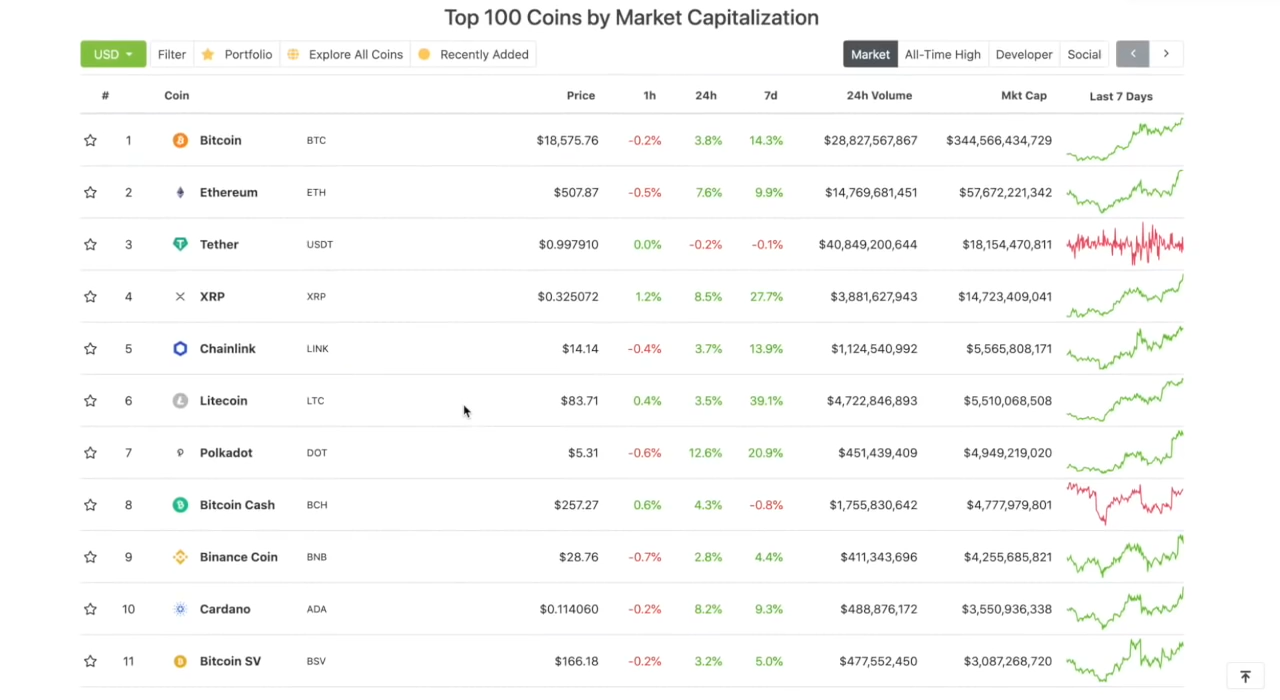 Top 100 Coins by Market Capitalization
USD Filter Portfolio Explore All Coins Recently Added Market All-Time High Developer Social
# Coin Price 1h 24h 7d 24h Volume Mkt Cap Last 7 Days
1 Bitcoin BTC $18,575.76 -0.2% 3.8% 14.3% $28,827,567,867 $344,566,434,729
2 Ethereum ETH $507.87 -0.5% 7.6% 9.9% $14,769,681,451 $57,672,221,342
3 Tether USDT $0.997910 0.0% -0.2% -0.1% $40,849,200,644 $18,154,470,811
4 XRP XRP $0.325072 1.2% 8.5% 27.7% $3,881,627,943 $14,723,409,041
5 Chainlink LINK $14.14 -0.4% 3.7% 13.9% $1,124,540,992 $5,565,808,171
6 Litecoin LTC $83.71 0.4% 3.5% 39.1% $4,722,846,893 $5,510,068,508
7 Polkadot DOT $5.31 -0.6% 12.6% 20.9% $451,439,409 $4,949,219,020
8 Bitcoin Cash BCH $257.27 0.6% 4.3% -0.8% $1,755,830,642 $4,777,979,801
9 Binance Coin BNB $28.76 -0.7% 2.8% 4.4% $411,343,696 $4,255,685,821
10 Cardano ADA $0.114060 -0.2% 8.2% 9.3% $488,876,172 $3,550,936,338
11 Bitcoin SV BSV $166.18 -0.2% 3.2% 5.0% $477,552,450 $3,087,268,720